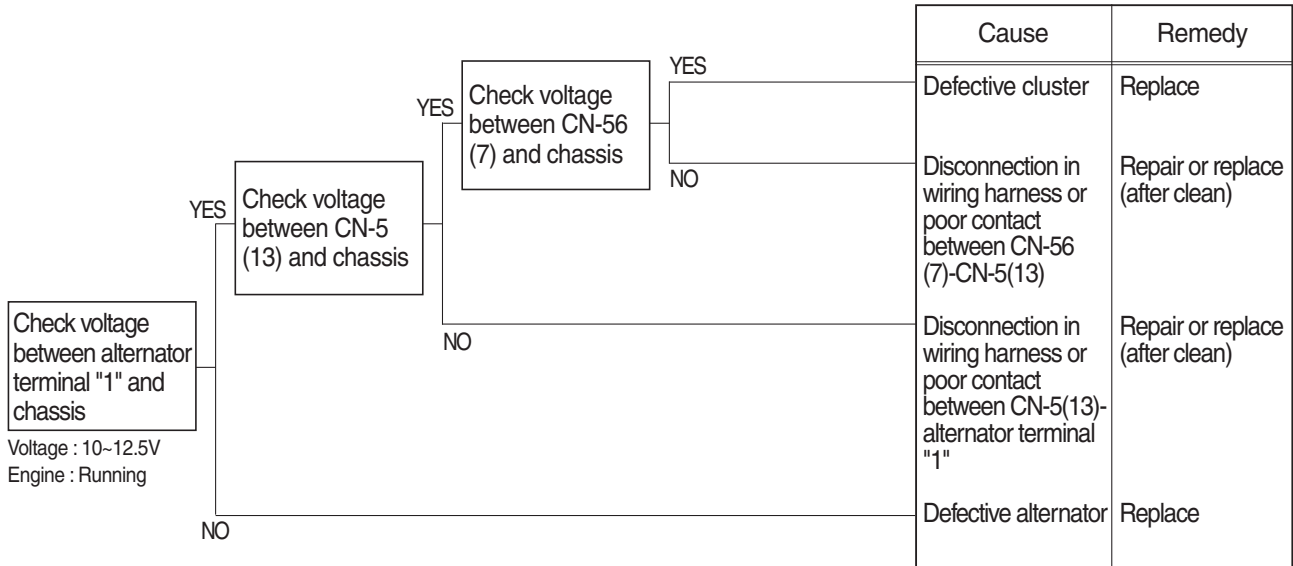 Cause
Remedy
YES
Defective cluster
Replace
Check voltage
between CN-56
(7) and chassis
YES
NO
Disconnection in
wiring harness or
poor contact
between CN-56
(7)-CN-5(13)
Repair or replace
(after clean)
Check voltage
between CN-5
(13) and chassis
YES
NO
Disconnection in
wiring harness or
poor contact
between CN-5(13)-
alternator terminal
"1"
Repair or replace
(after clean)
Check voltage
between alternator
terminal "1" and
chassis
Voltage : 10~12.5V
Engine : Running
NO
Defective alternator
Replace